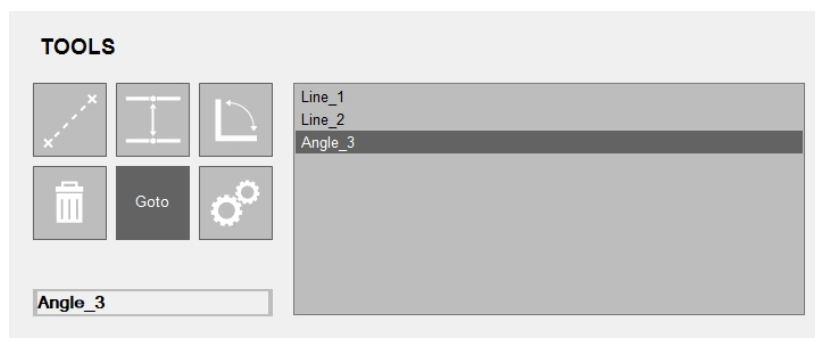 TOOLS
Line_1
Line_2
Angle_3
Goto
Angle_3